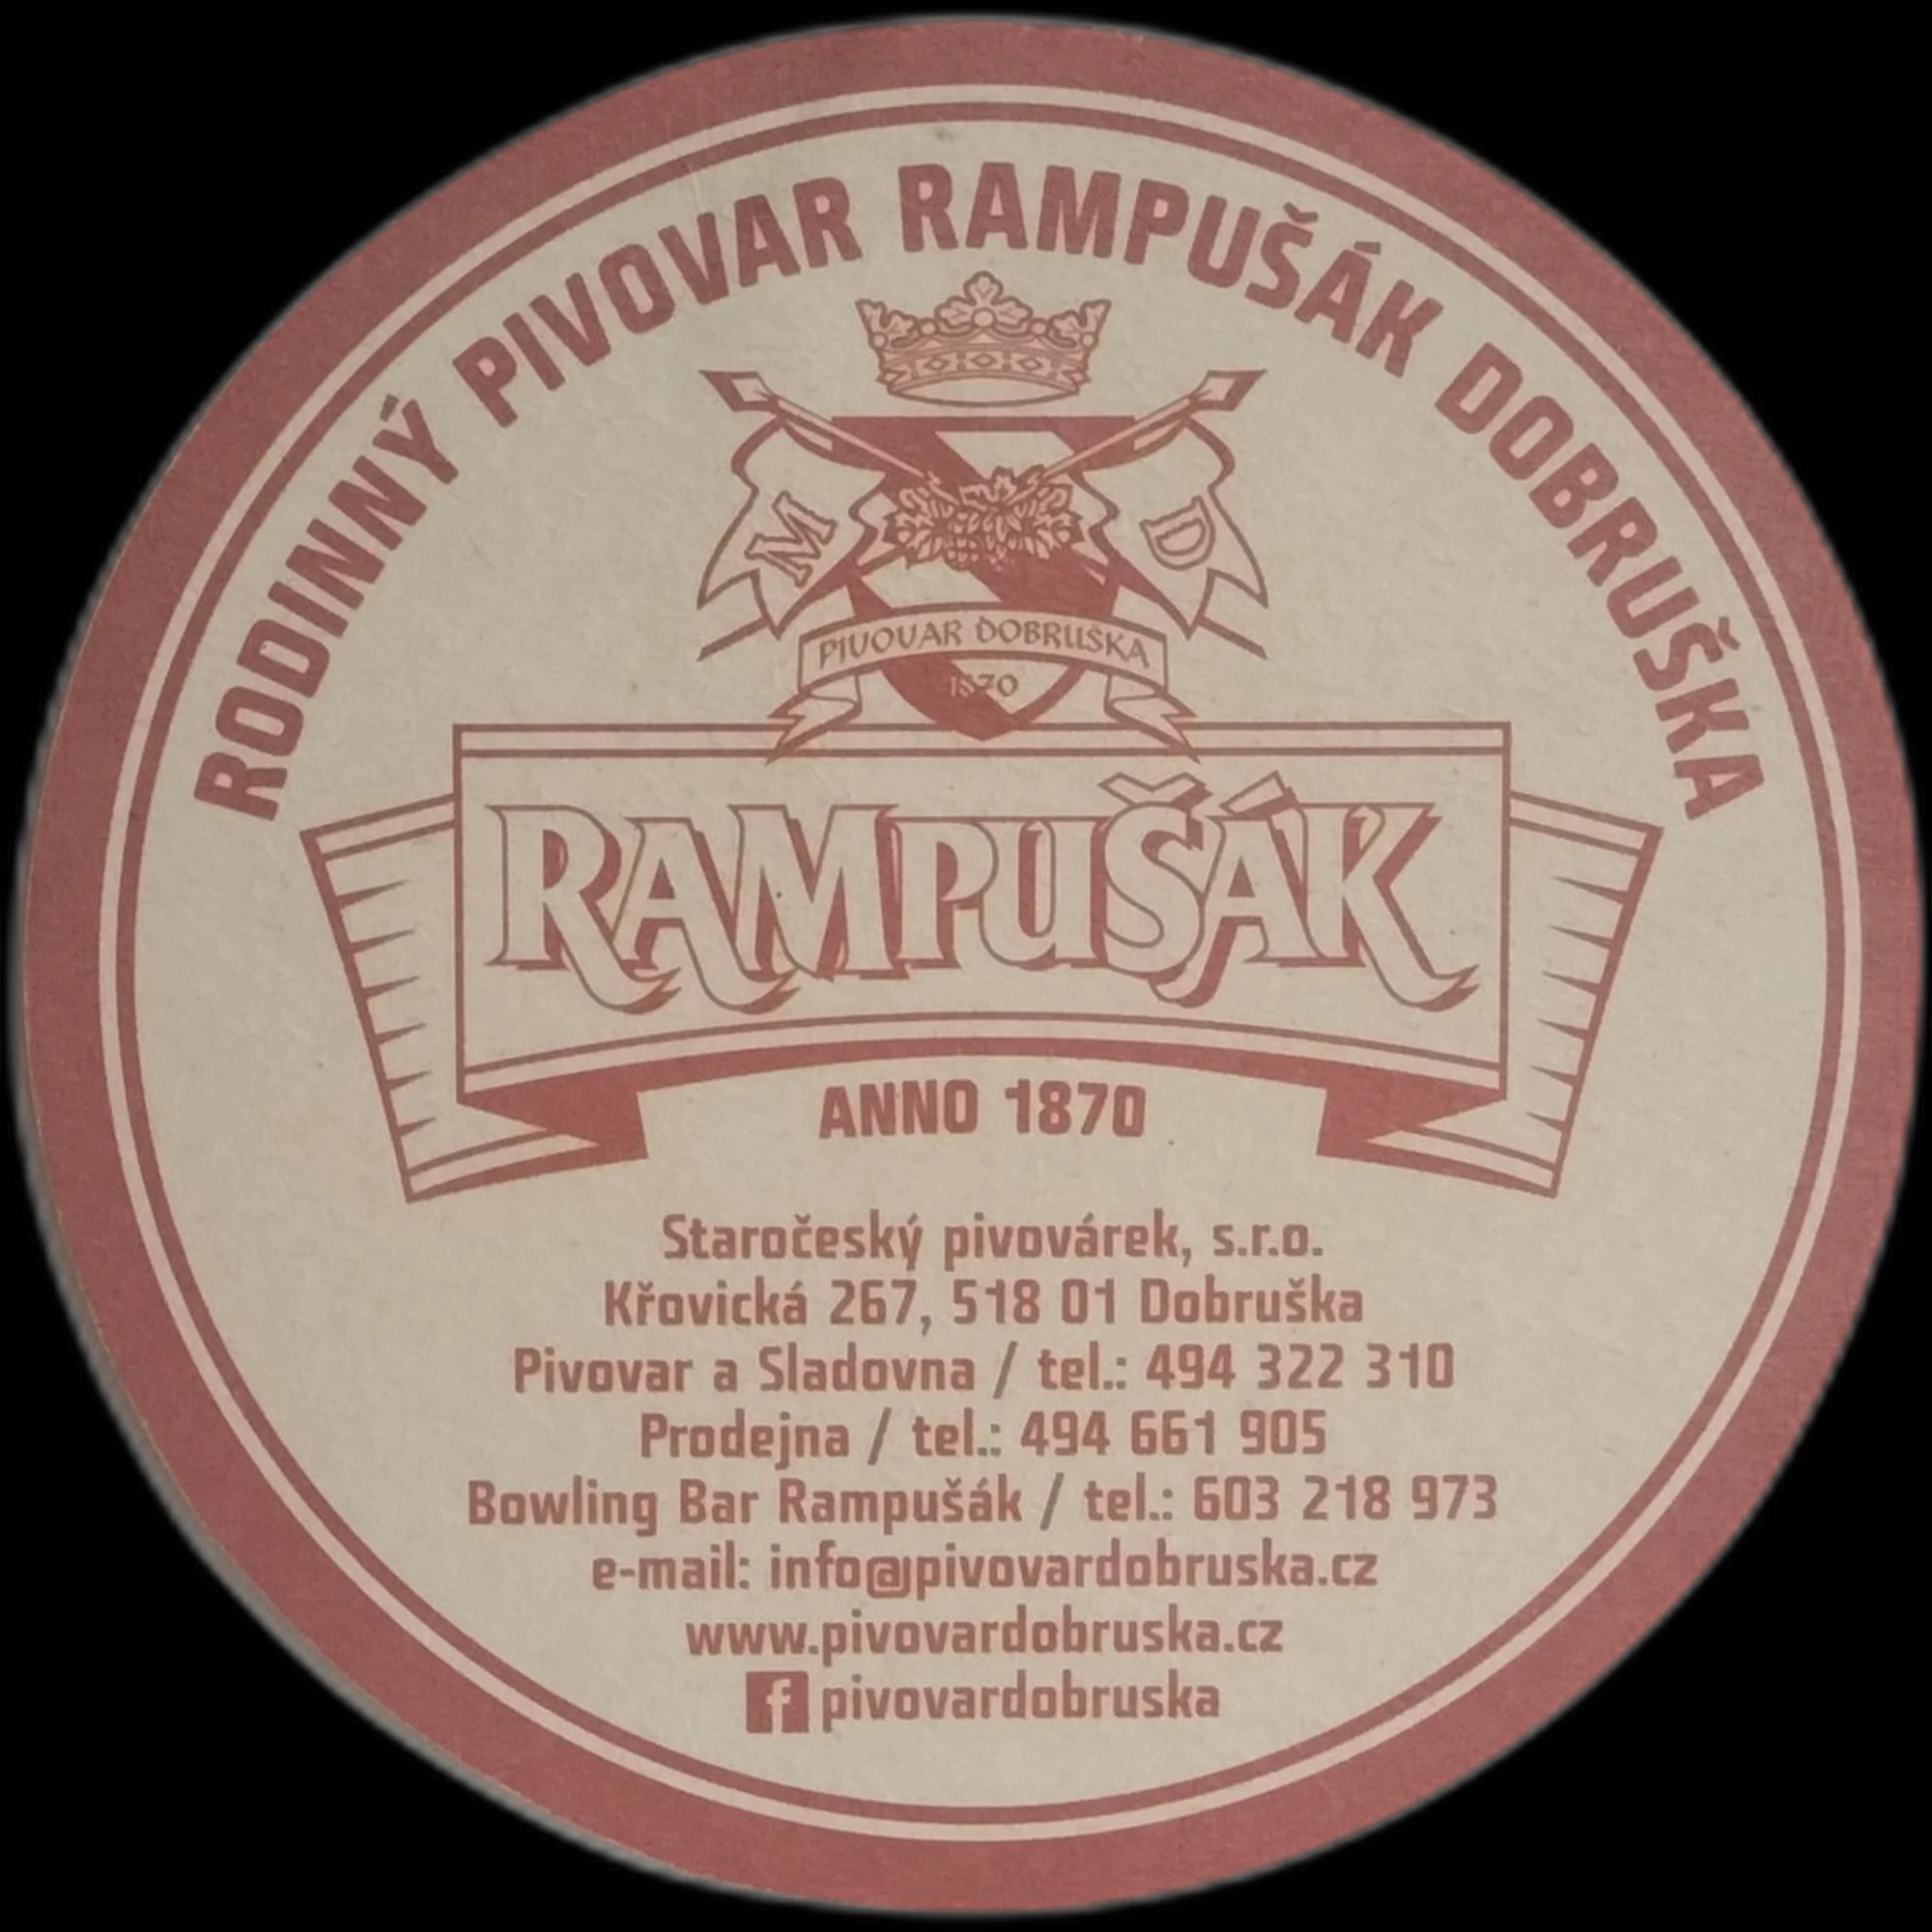 RODINNÝ PIVOVAR RAMPUŠÁK DOBRUŠKA
M D
PIVOVAR DOBRUŠKA
1870
RAMPUŠÁK
ANNO 1870
Staročeský pivovárek, s.r.o.
Křovická 267, 518 01 Dobruška
Pivovar a Sladovna / tel.: 494 322 310
Prodejna / tel.: 494 661 905
Bowling Bar Rampušák / tel.: 603 218 973
e-mail: info@pivovardobruska.cz
www.pivovardobruska.cz
f pivovardobruska